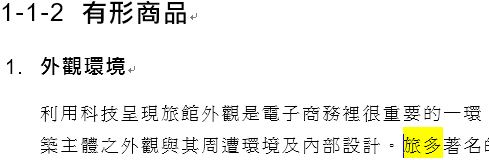 1-1-2 有形商品
1. 外觀環境
利用科技呈現旅館外觀是電子商務裡很重要的一環
築主體之外觀與其周遭環境及內部設計。旅多著名的